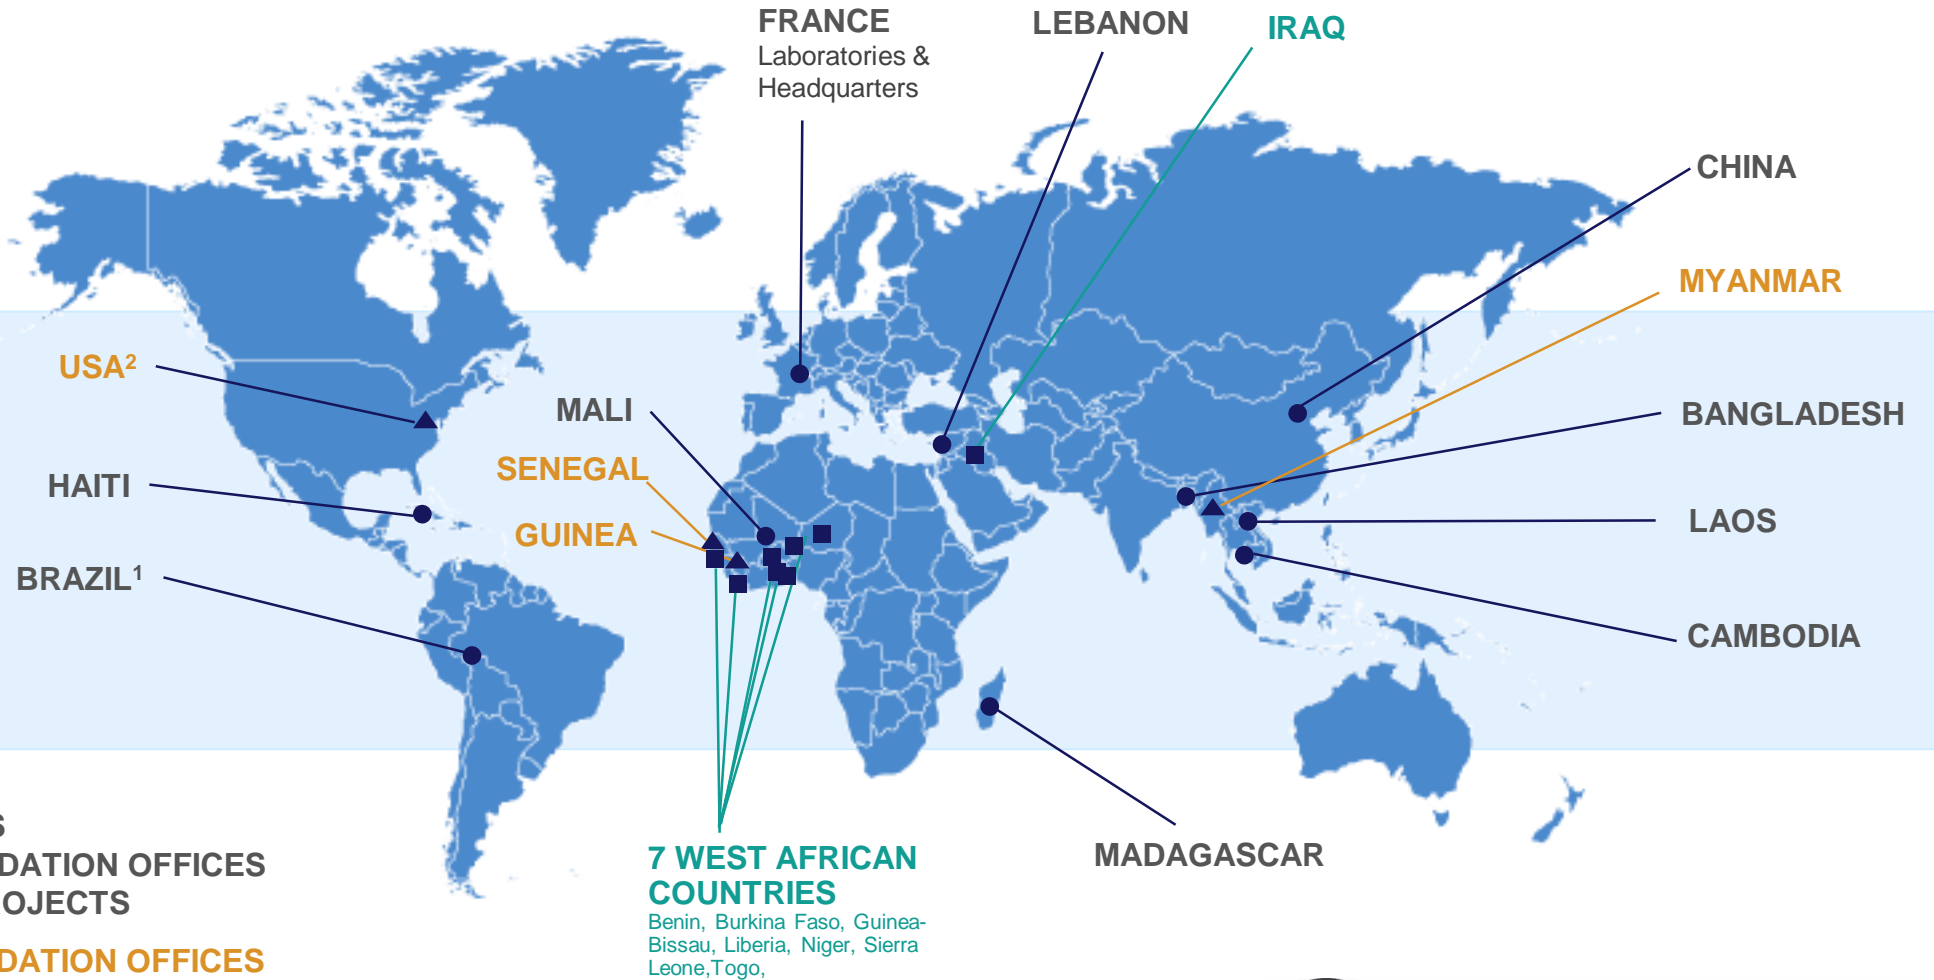 FRANCE
Laboratories &
Headquarters
LEBANON
IRAQ
CHINA
MYANMAR
USA2
MALI
BANGLADESH
SENEGAL
HAITI
GUINEA
LAOS
BRAZIL1
CAMBODIA
MADAGASCAR
7 WEST AFRICAN
COUNTRIES
Benin, Burkina Faso, Guinea-
Bissau, Liberia, Niger, Sierra
Leone,Togo,
S
DATION OFFICES
OJECTS
DATION OFFICES